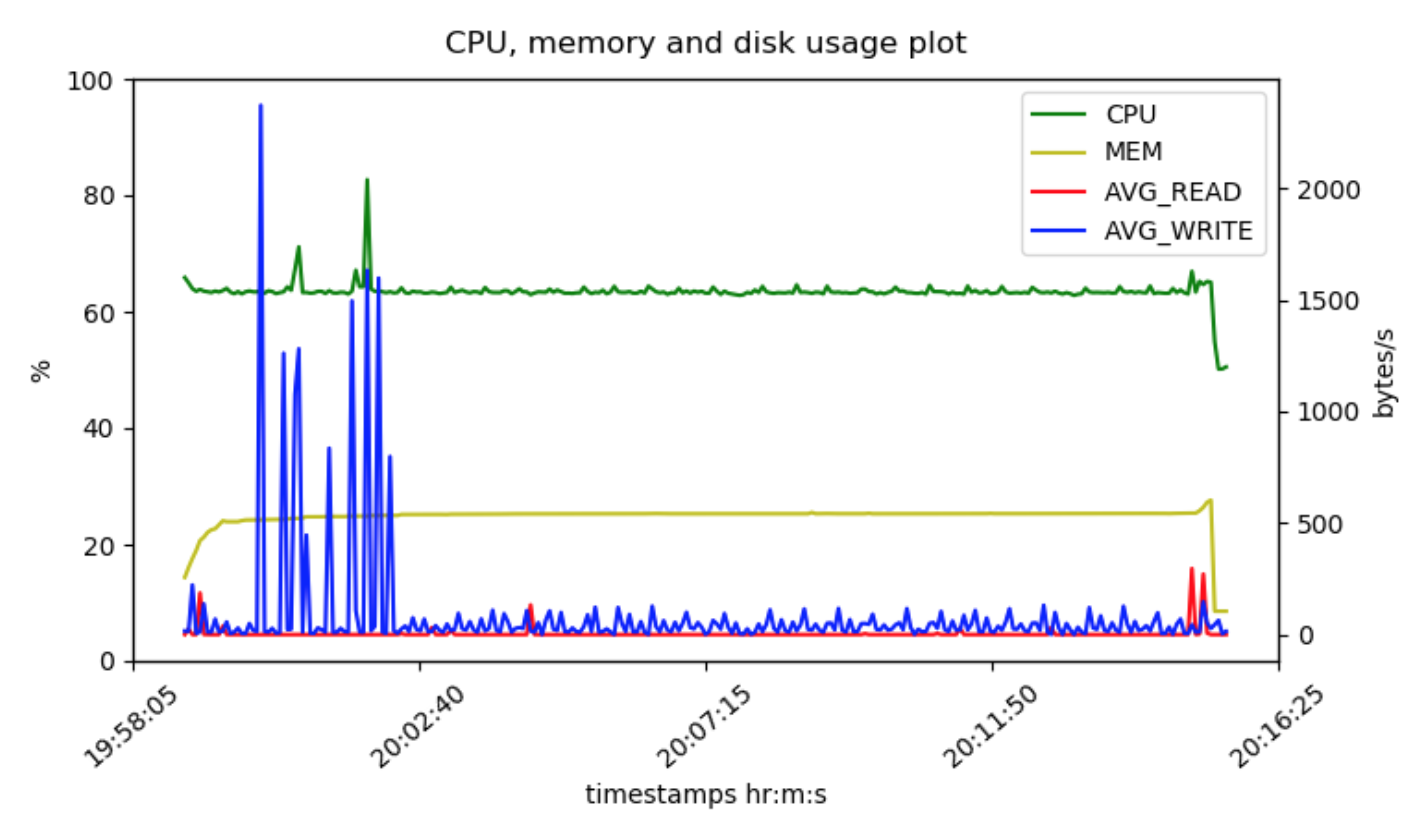 CPU, memory and disk usage plot
100
80
60
40
20
0
%
CPU
MEM
AVG_READ
AVG_WRITE
2000
1500
1000
500
0
bytes/s
19:58:05
20:02:40
20:07:15
20:11:50
20:16:25
timestamps hr:m:s